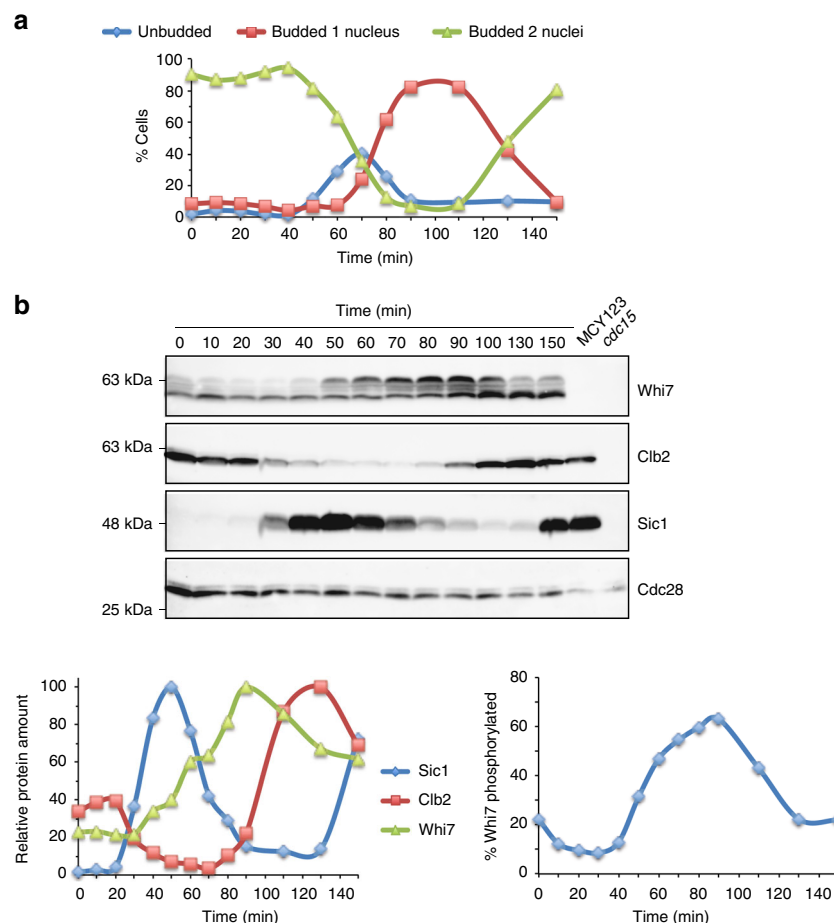 a
Unbudded Budded 1 nucleus Budded 2 nuclei
100
80
60
40
20
0
% Cells
0 20 40 60 80 100 120 140
Time (min)
b
Time (min)
0 10 20 30 40 50 60 70 80 90 100 130 150 MCY123 cdc15
63 kDa Whi7
63 kDa Clb2
48 kDa Sic1
Cdc28
25 kDa
100
80
60
40
20
0
Relative protein amount
0 20 40 60 80 100 120 140
Time (min)
Sic1
Clb2
Whi7
80
60
40
20
0
% Whi7 phosphorylated
0 20 40 60 80 100 120 140
Time (min)